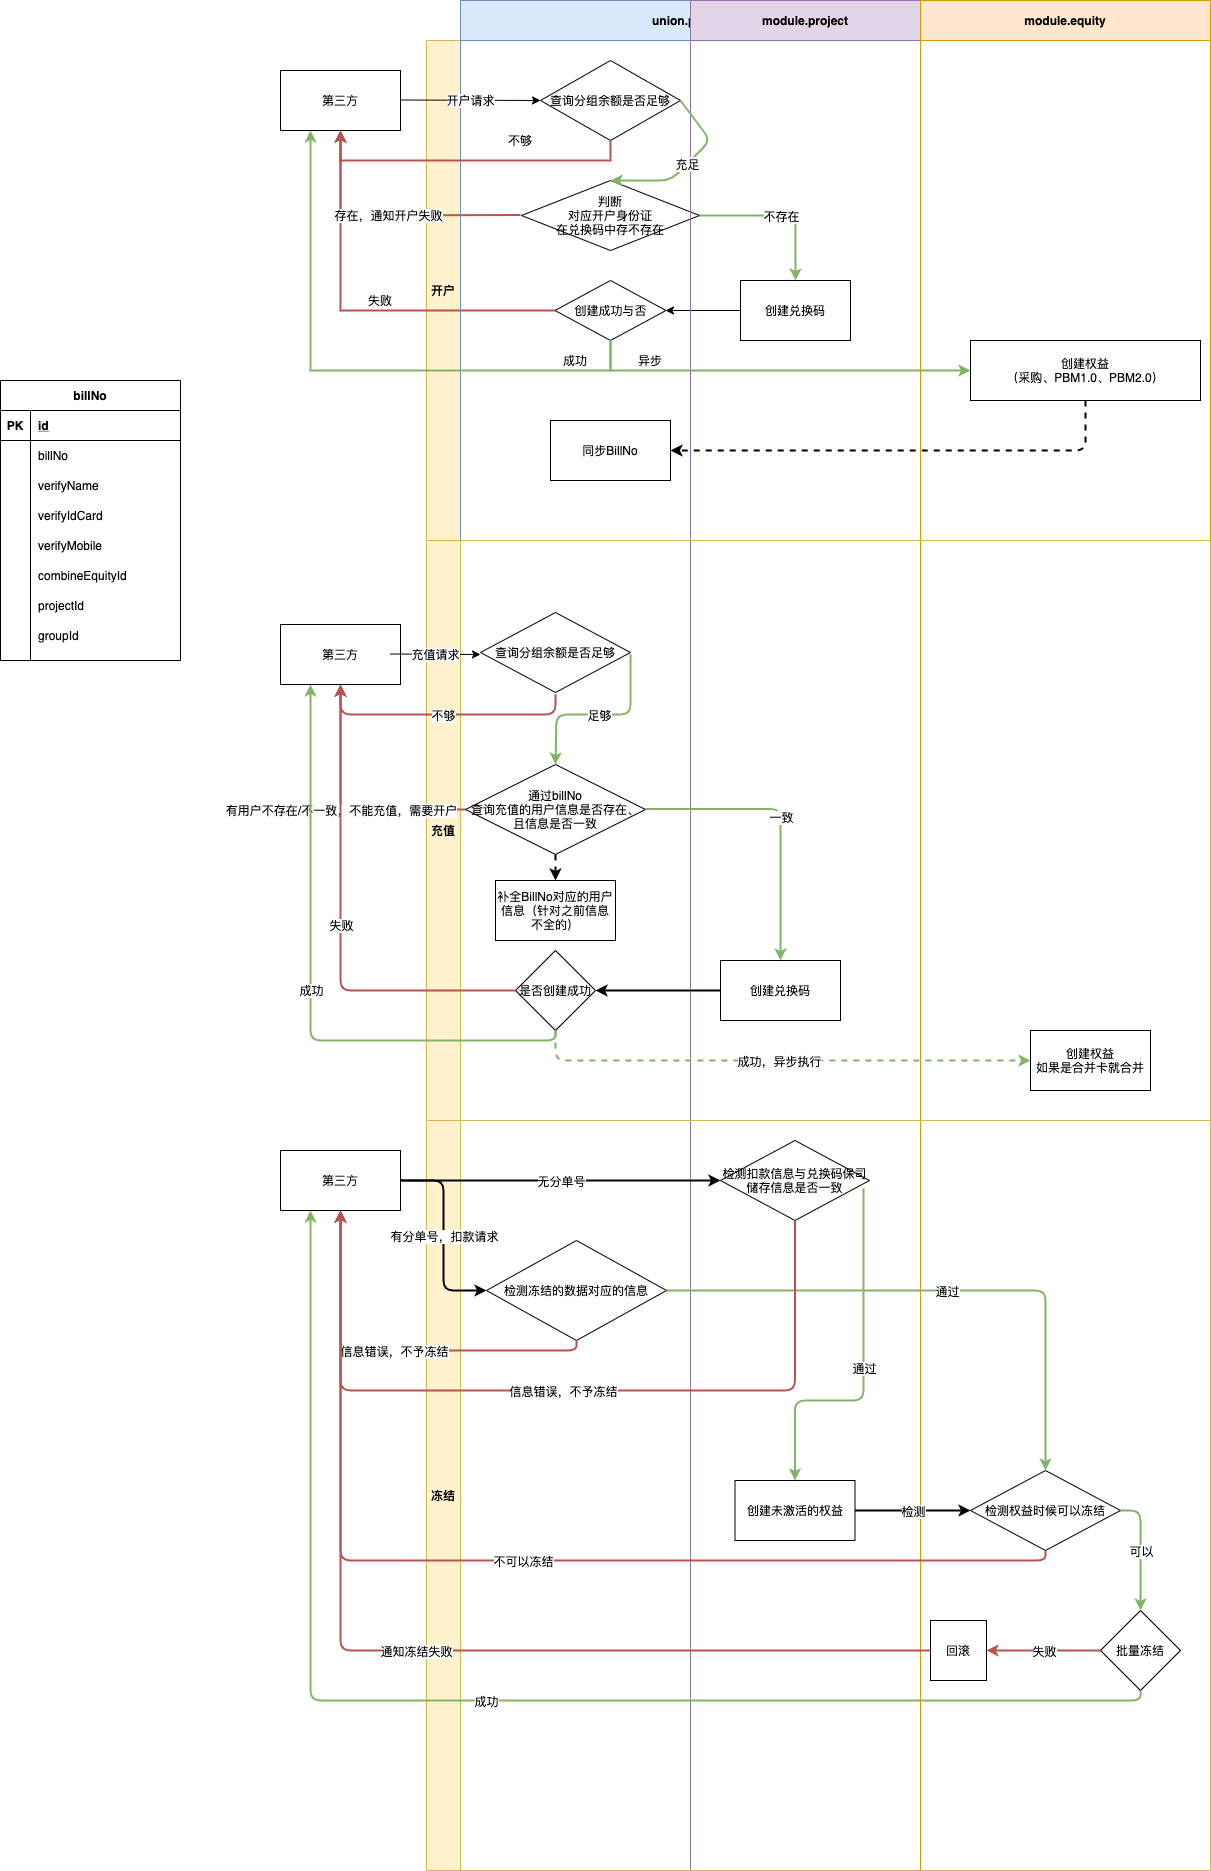 union.p
module.project
module.equity
第三方
开户请求
查询分组余额是否足够
不够
充足
判断
对应开户身份证
在兑换码中存不存在
存在，通知开户失败
不存在
开户
失败
创建成功与否
创建兑换码
成功
异步
创建权益
（采购、PBM1.0、PBM2.0）
同步BillNo
billNo
PK
id
billNo
verifyName
verifyIdCard
verifyMobile
combineEquityId
projectId
groupId
第三方
充值请求
查询分组余额是否足够
不够
足够
通过billNo
查询充值的用户信息是否存在、
且信息是否一致
有用户不存在/不一致，不能充值，需要开户
一致
充值
补全BillNo对应的用户
信息（针对之前信息
不全的）
失败
成功
是否创建成功
创建兑换码
成功，异步执行
创建权益
如果是合并卡就合并
第三方
无分单号
检测扣款信息与兑换码保司
储存信息是否一致
有分单号，扣款请求
检测冻结的数据对应的信息
通过
信息错误，不予冻结
通过
信息错误，不予冻结
冻结
创建未激活的权益
检测
检测权益时候可以冻结
不可以冻结
可以
通知冻结失败
回滚
失败
批量冻结
成功